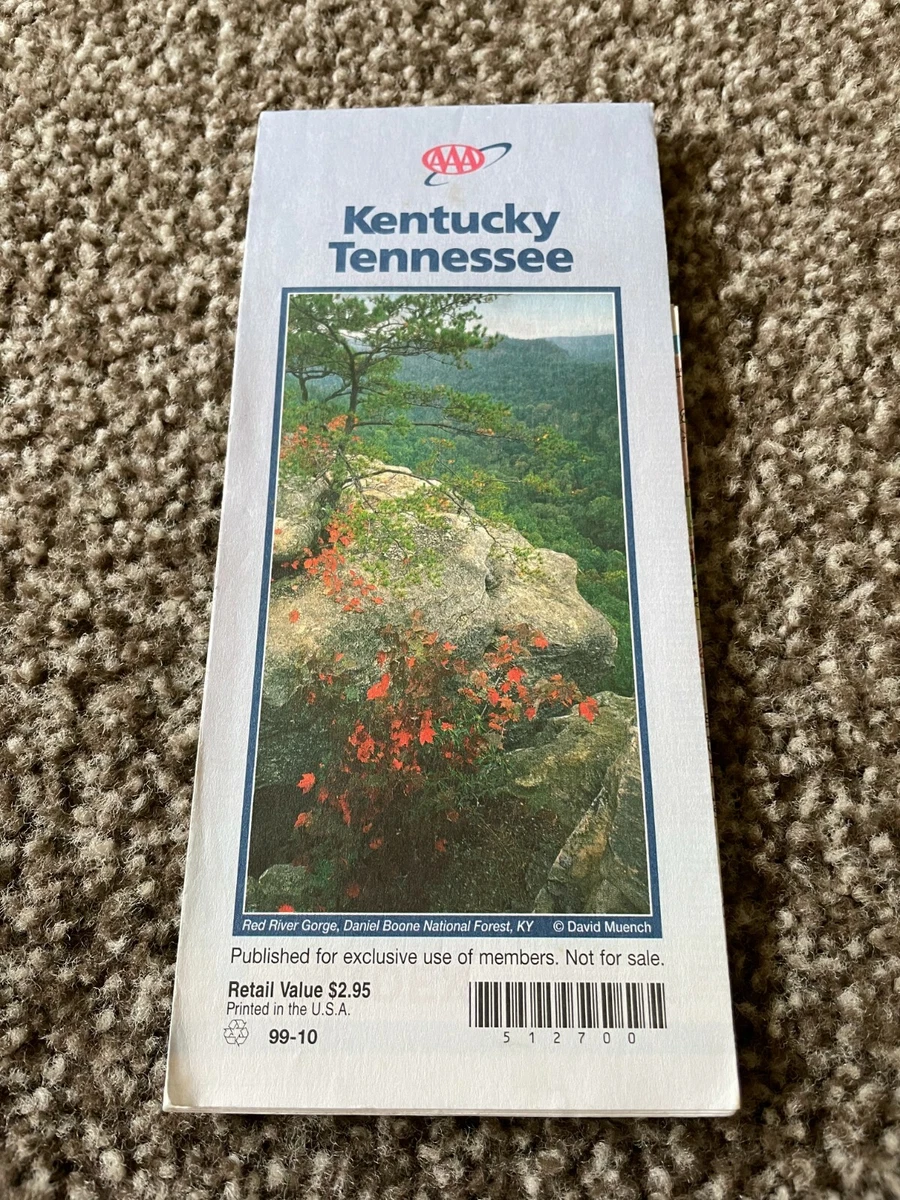 AAA
Kentucky
Tennessee
Red River Gorge, Daniel Boone National Forest, KY © David Muench
Published for exclusive use of members. Not for sale.
Retail Value $2.95
Printed in the U.S.A.
99-10
5 1 2 7 0 0